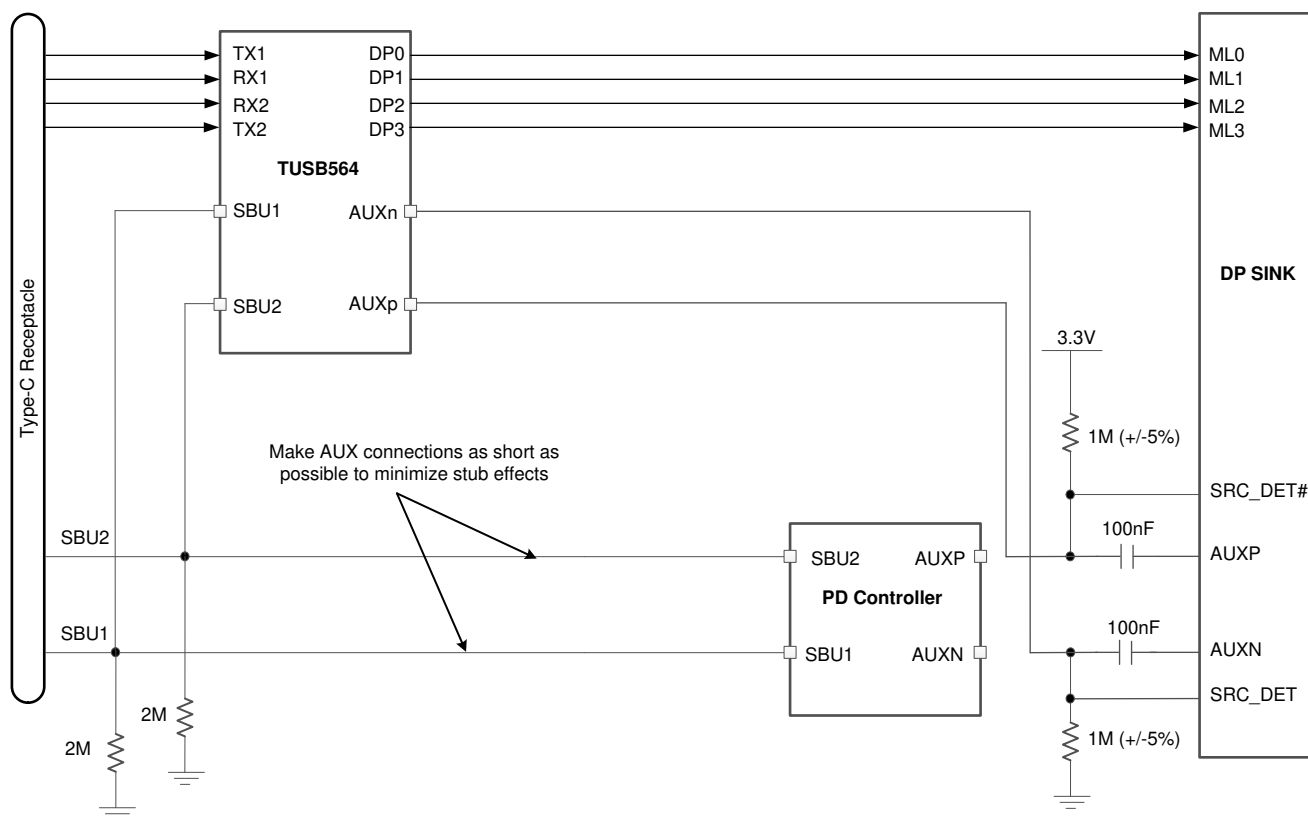 Type-C Receptacle
TX1
RX1
RX2
TX2
DP0
DP1
DP2
DP3
TUSB564
SBU1
AUXn
SBU2
AUXp
ML0
ML1
ML2
ML3
DP SINK
3.3V
1M (+/-5%)
SRC_DET#
100nF
AUXP
100nF
AUXN
SRC_DET
1M (+/-5%)
Make AUX connections as short as
possible to minimize stub effects
SBU2
SBU1
SBU2
AUXP
PD Controller
SBU1
AUXN
2M
2M